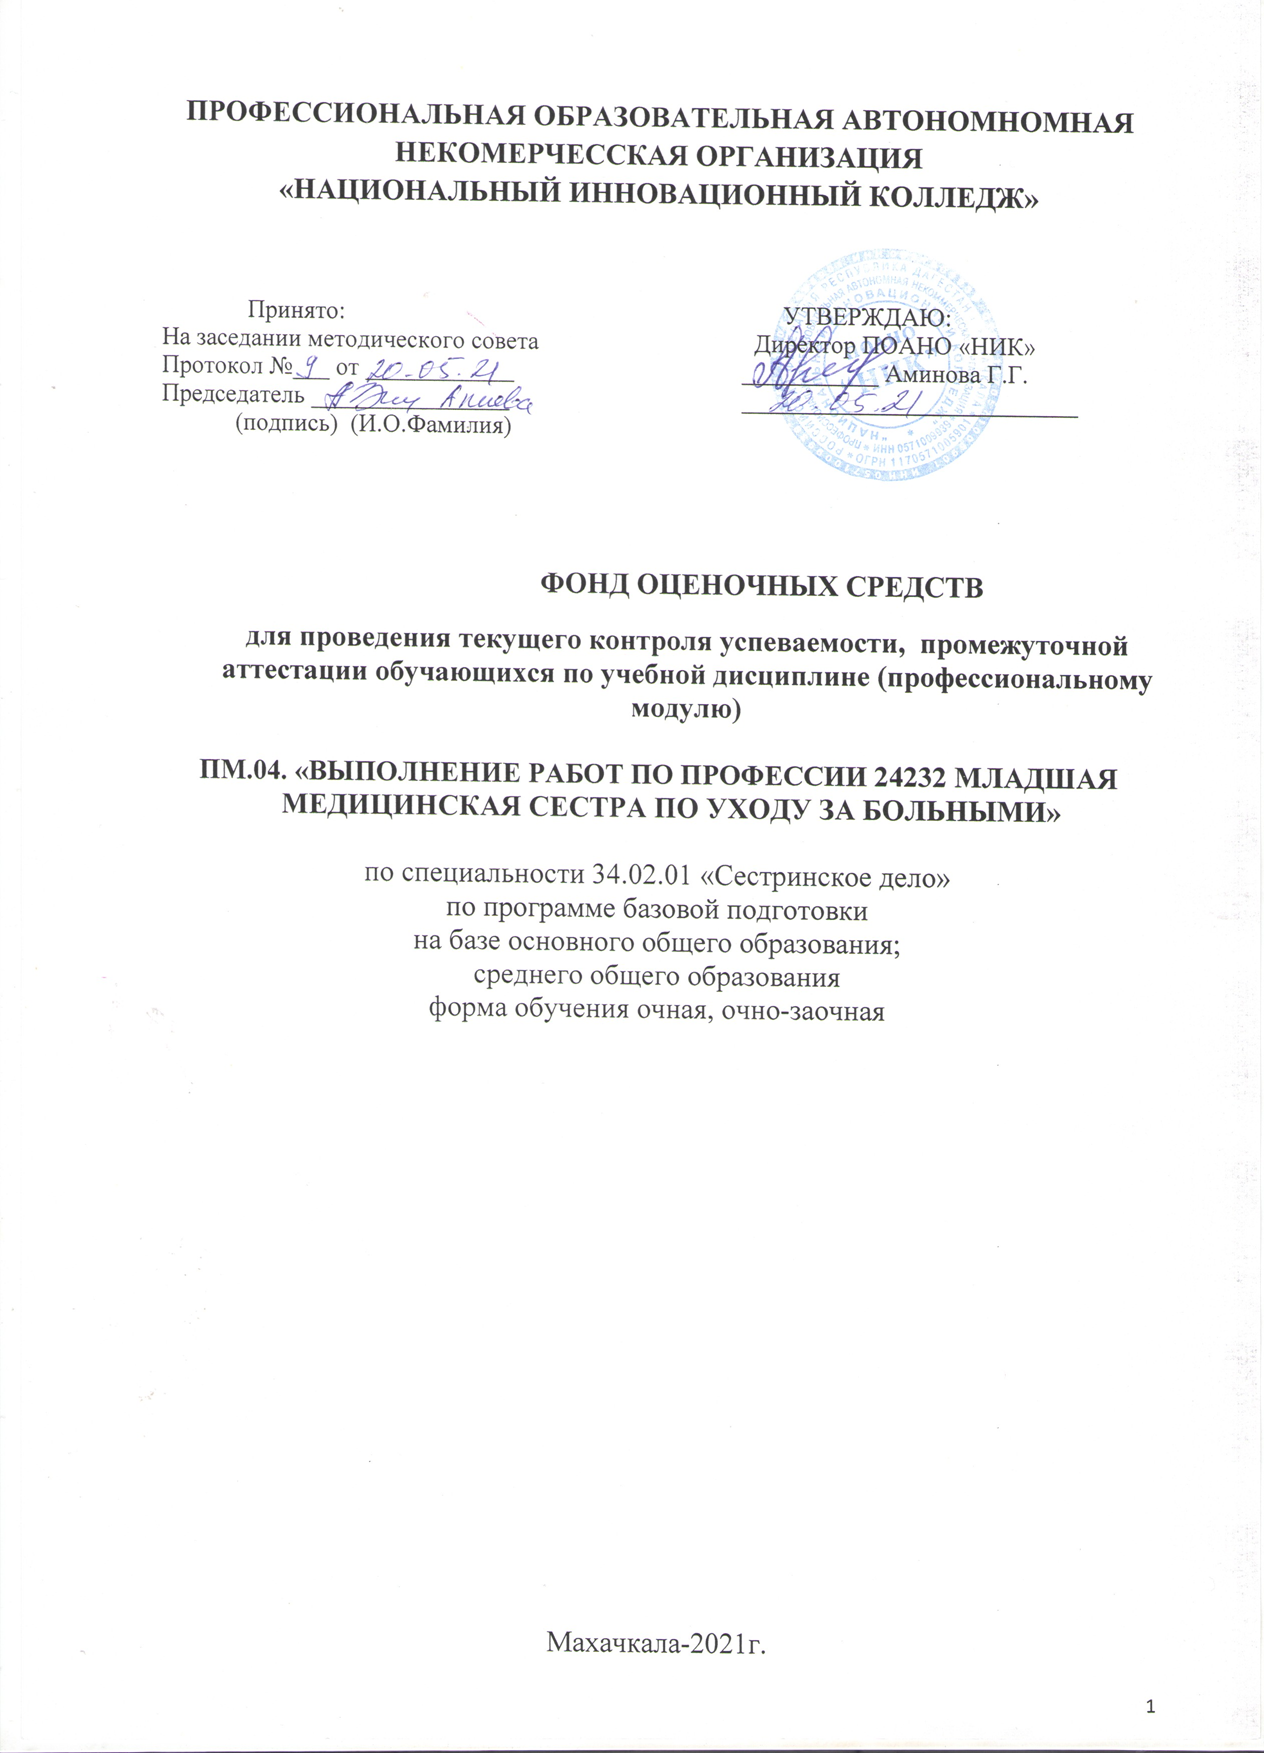 ПРОФЕССИОНАЛЬНАЯ ОБРАЗОВАТЕЛЬНАЯ АВТОНОМНОМНАЯ
НЕКОМЕРЧЕССКАЯ ОРГАНИЗАЦИЯ
«НАЦИОНАЛЬНЫЙ ИННОВАЦИОННЫЙ КОЛЛЕДЖ»
Принято:
На заседании методического совета
Протокол № 9 от 20.05.21
Председатель
(подпись) (И.О.Фамилия)
УТВЕРЖДАЮ:
Директор ПОАНО «НИК»
Аминова Г.Г.
20.05.21
ФОНД ОЦЕНОЧНЫХ СРЕДСТВ
для проведения текущего контроля успеваемости, промежуточной
аттестации обучающихся по учебной дисциплине (профессиональному
модулю)
ПМ.04. «ВЫПОЛНЕНИЕ РАБОТ ПО ПРОФЕССИИ 24232 МЛАДШАЯ
МЕДИЦИНСКАЯ СЕСТРА ПО УХОДУ ЗА БОЛЬНЫМИ»
по специальности 34.02.01 «Сестринское дело»
по программе базовой подготовки
на базе основного общего образования;
среднего общего образования
форма обучения очная, очно-заочная
Махачкала-2021г.
1